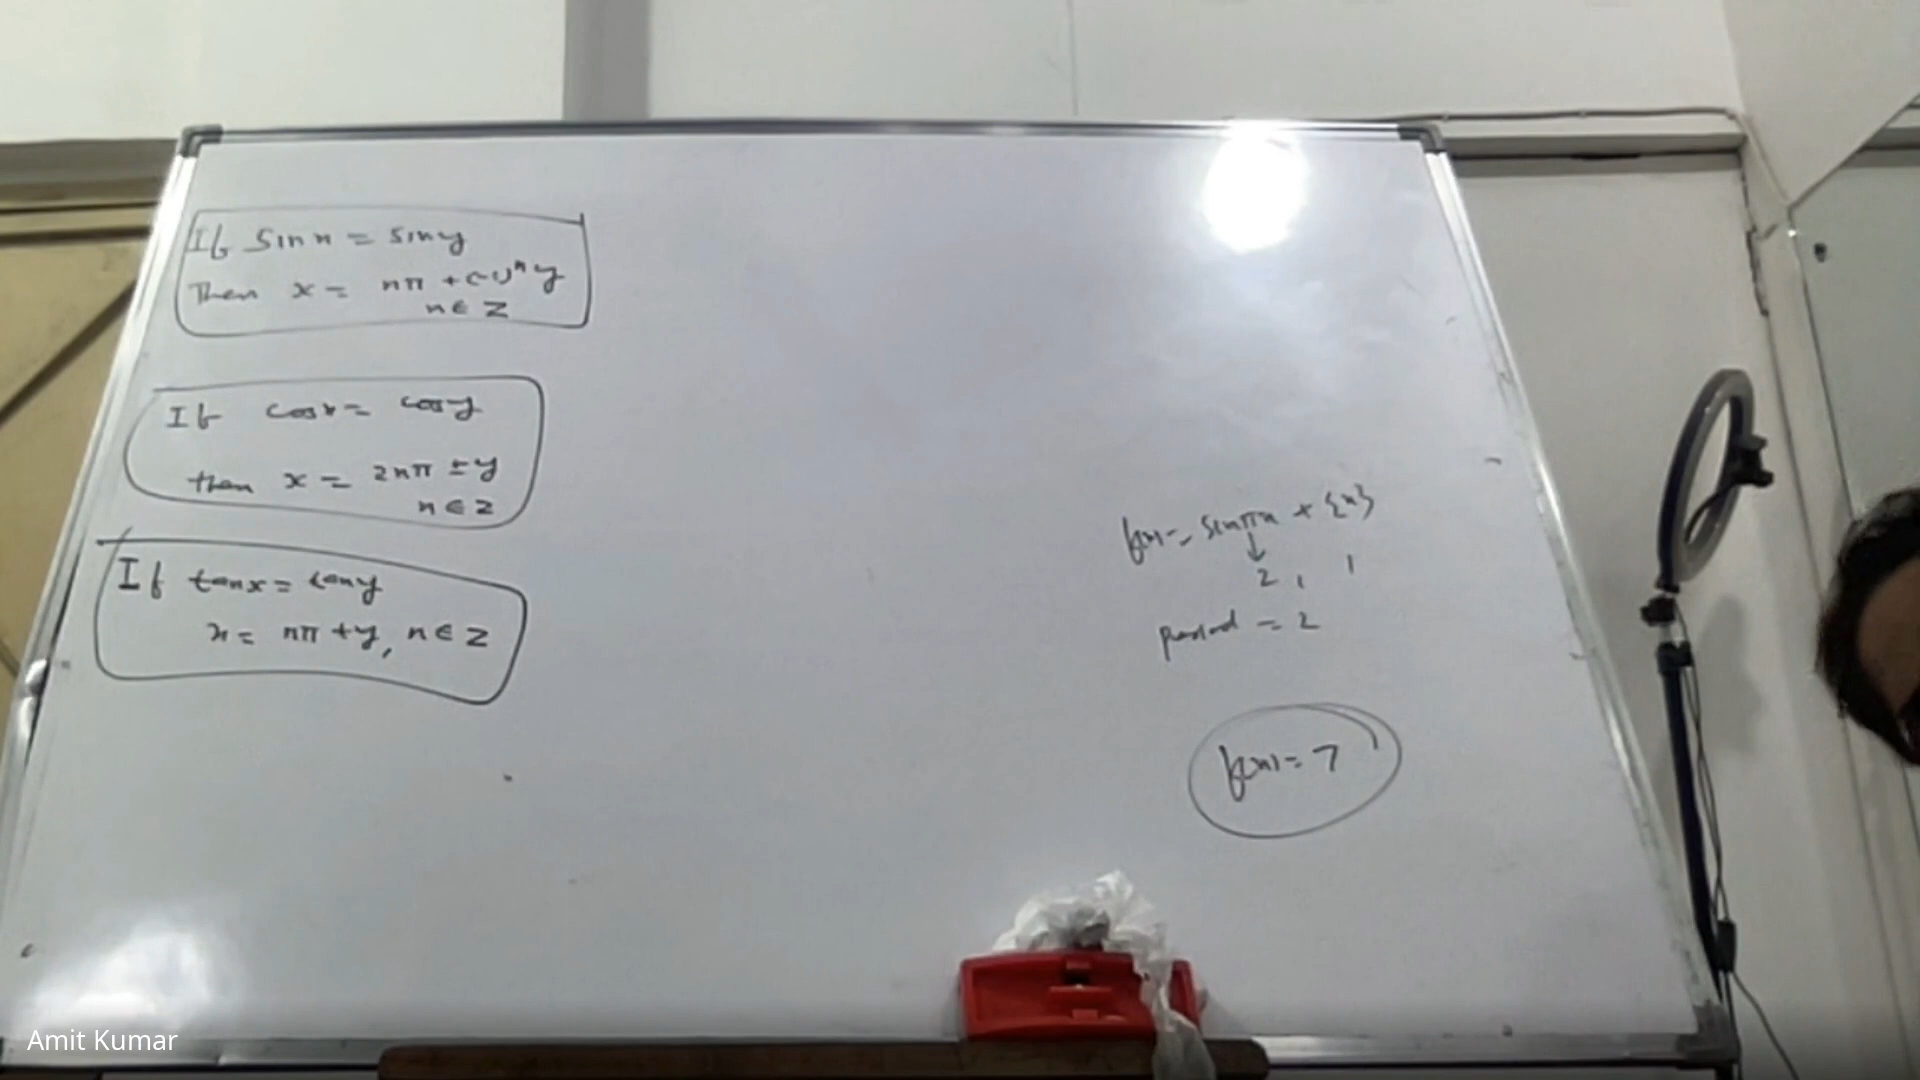 If sin x = sin y
Then x = nπ + (-1)ⁿ y
n ∈ Z
If cos x = cos y
then x = 2nπ ± y
n ∈ Z
If tan x = tan y
x = nπ + y, n ∈ Z
f(x) = sin πx + {x}
↓
2, 1
period = 2
f(x) = 7
Amit Kumar